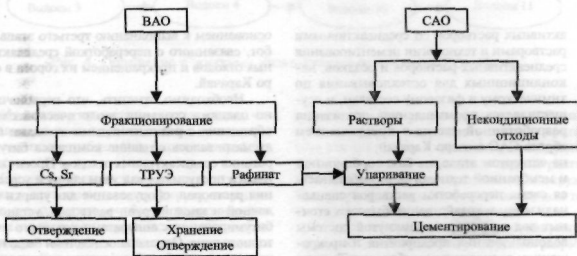 ВАО
САО
Фракционирование
Растворы
Некондиционные
отходы
Cs, Sr
ТРУЭ
Рафинат
Упаривание
Отверждение
Хранение
Отверждение
Цементирование